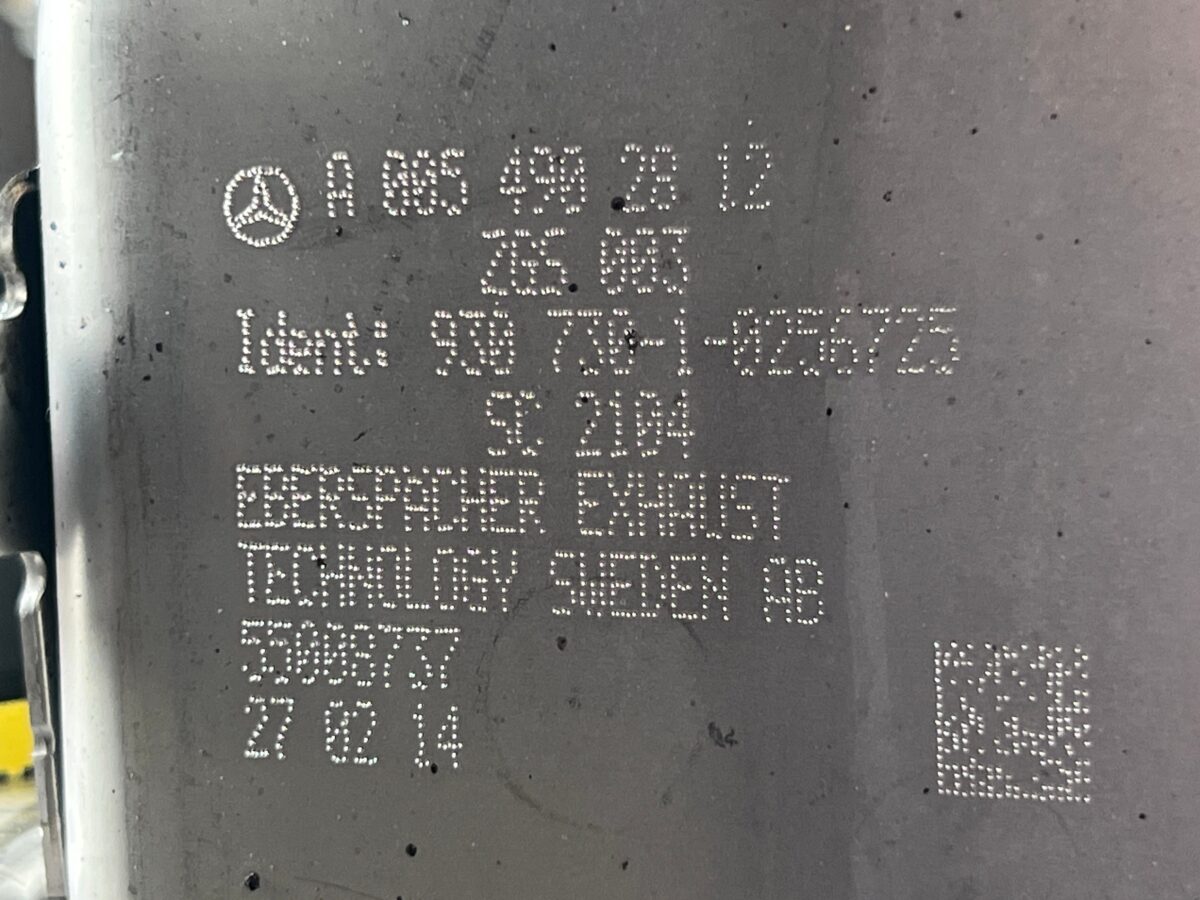 A 005 490 28 12
ZGS 003
Ident.: 930 730-1-0256725
SC 2104
EBERSPACHER EXHAUST
TECHNOLOGY SWEDEN AB
55008737
27 02 14